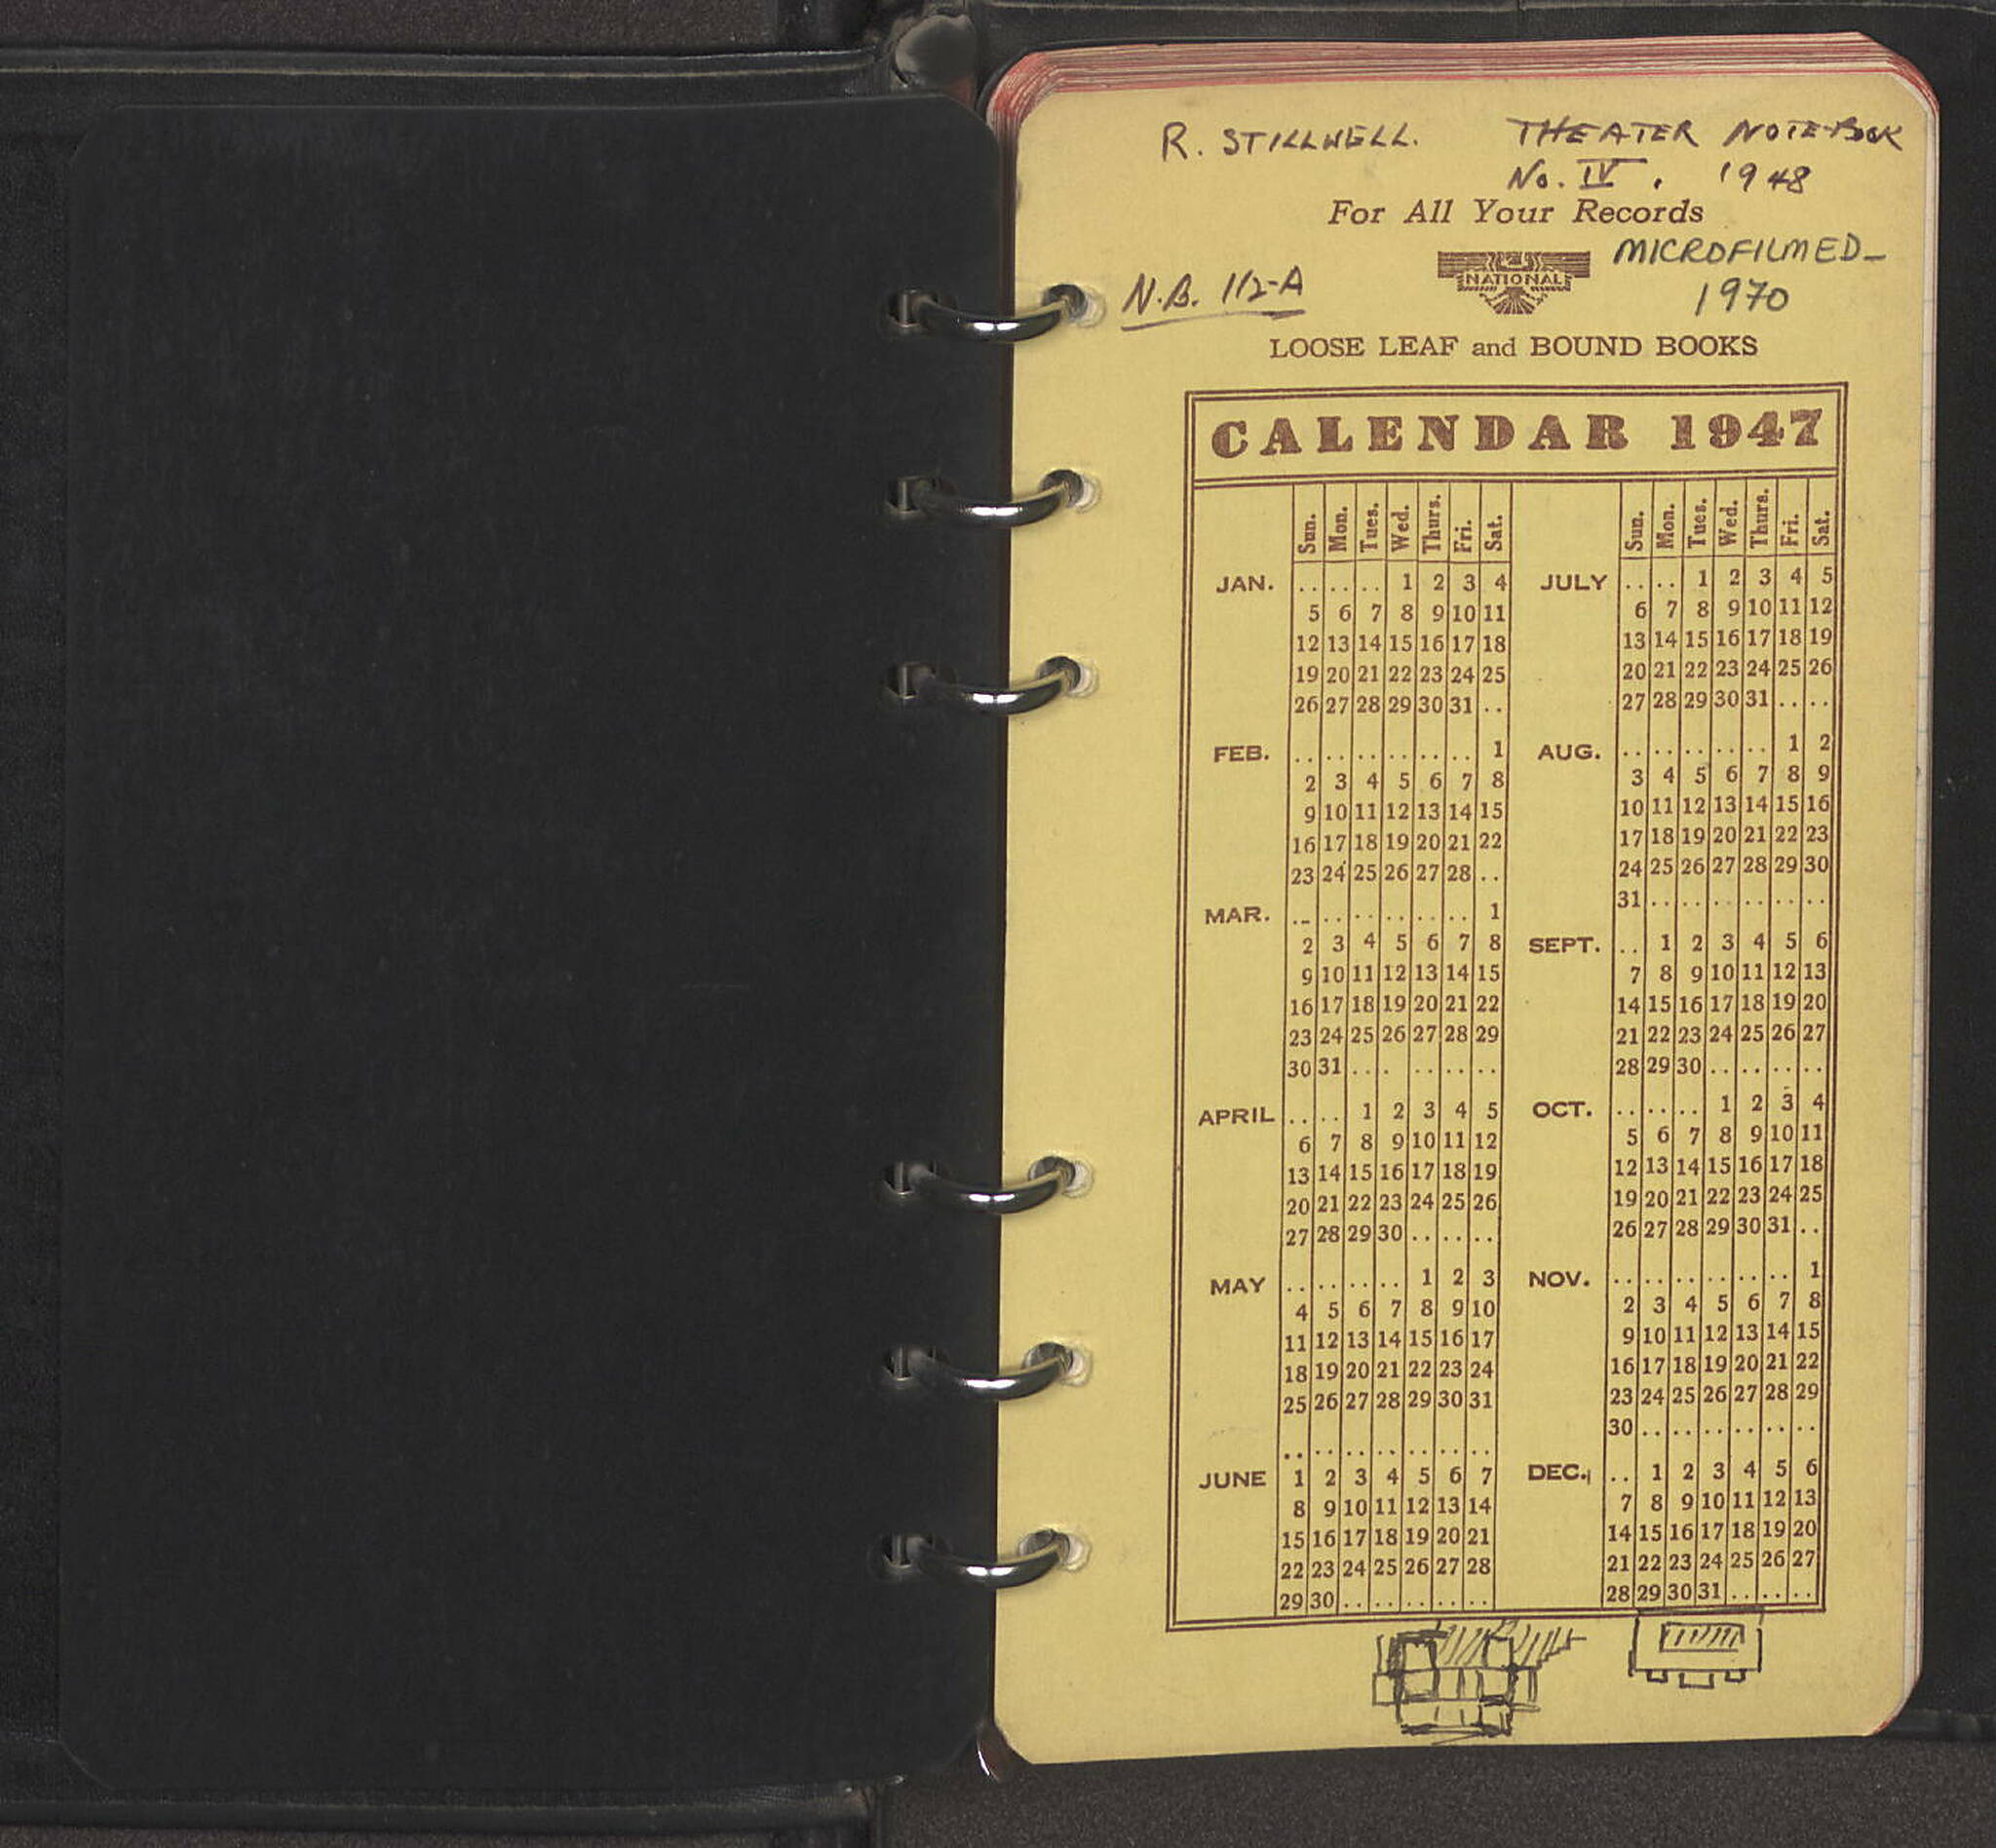 R. STILLWELL. THEATER NOTE-BOOK
No. IV. 1948
For All Your Records
MICROFILMED-
NATIONAL
N.B. 112-A 1970
LOOSE LEAF and BOUND BOOKS
CALENDAR 1947
Sun. Mon. Tues. Wed. Thurs. Fri. Sat.
JAN. .. .. .. 1 2 3 4
5 6 7 8 9 10 11
12 13 14 15 16 17 18
19 20 21 22 23 24 25
26 27 28 29 30 31 ..
FEB. .. .. .. .. .. .. 1
2 3 4 5 6 7 8
9 10 11 12 13 14 15
16 17 18 19 20 21 22
23 24 25 26 27 28 ..
MAR. .. .. .. .. .. .. 1
2 3 4 5 6 7 8
9 10 11 12 13 14 15
16 17 18 19 20 21 22
23 24 25 26 27 28 29
30 31 .. .. .. .. ..
APRIL .. .. 1 2 3 4 5
6 7 8 9 10 11 12
13 14 15 16 17 18 19
20 21 22 23 24 25 26
27 28 29 30 .. .. ..
MAY .. .. .. .. 1 2 3
4 5 6 7 8 9 10
11 12 13 14 15 16 17
18 19 20 21 22 23 24
25 26 27 28 29 30 31
.. .. .. .. .. .. ..
JUNE 1 2 3 4 5 6 7
8 9 10 11 12 13 14
15 16 17 18 19 20 21
22 23 24 25 26 27 28
29 30 .. .. .. .. ..
Sun. Mon. Tues. Wed. Thurs. Fri. Sat.
JULY .. .. 1 2 3 4 5
6 7 8 9 10 11 12
13 14 15 16 17 18 19
20 21 22 23 24 25 26
27 28 29 30 31 .. ..
AUG. .. .. .. .. .. 1 2
3 4 5 6 7 8 9
10 11 12 13 14 15 16
17 18 19 20 21 22 23
24 25 26 27 28 29 30
31 .. .. .. .. .. ..
SEPT. .. 1 2 3 4 5 6
7 8 9 10 11 12 13
14 15 16 17 18 19 20
21 22 23 24 25 26 27
28 29 30 .. .. .. ..
OCT. .. .. .. 1 2 3 4
5 6 7 8 9 10 11
12 13 14 15 16 17 18
19 20 21 22 23 24 25
26 27 28 29 30 31 ..
NOV. .. .. .. .. .. .. 1
2 3 4 5 6 7 8
9 10 11 12 13 14 15
16 17 18 19 20 21 22
23 24 25 26 27 28 29
30 .. .. .. .. .. ..
DEC. .. 1 2 3 4 5 6
7 8 9 10 11 12 13
14 15 16 17 18 19 20
21 22 23 24 25 26 27
28 29 30 31 .. .. ..